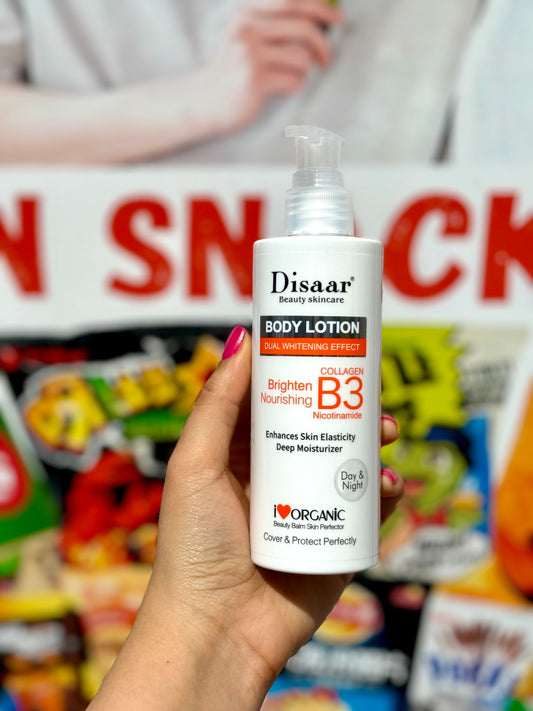 N SNACK
Disaar®
Beauty skincare
BODY LOTION
DUAL WHITENING EFFECT
COLLAGEN
Brighten
Nourishing
B3
Nicotinamide
Enhances Skin Elasticity
Deep Moisturizer
Day &
Night
i♥ORGANIC
Beauty Balm Skin Perfector
Cover & Protect Perfectly